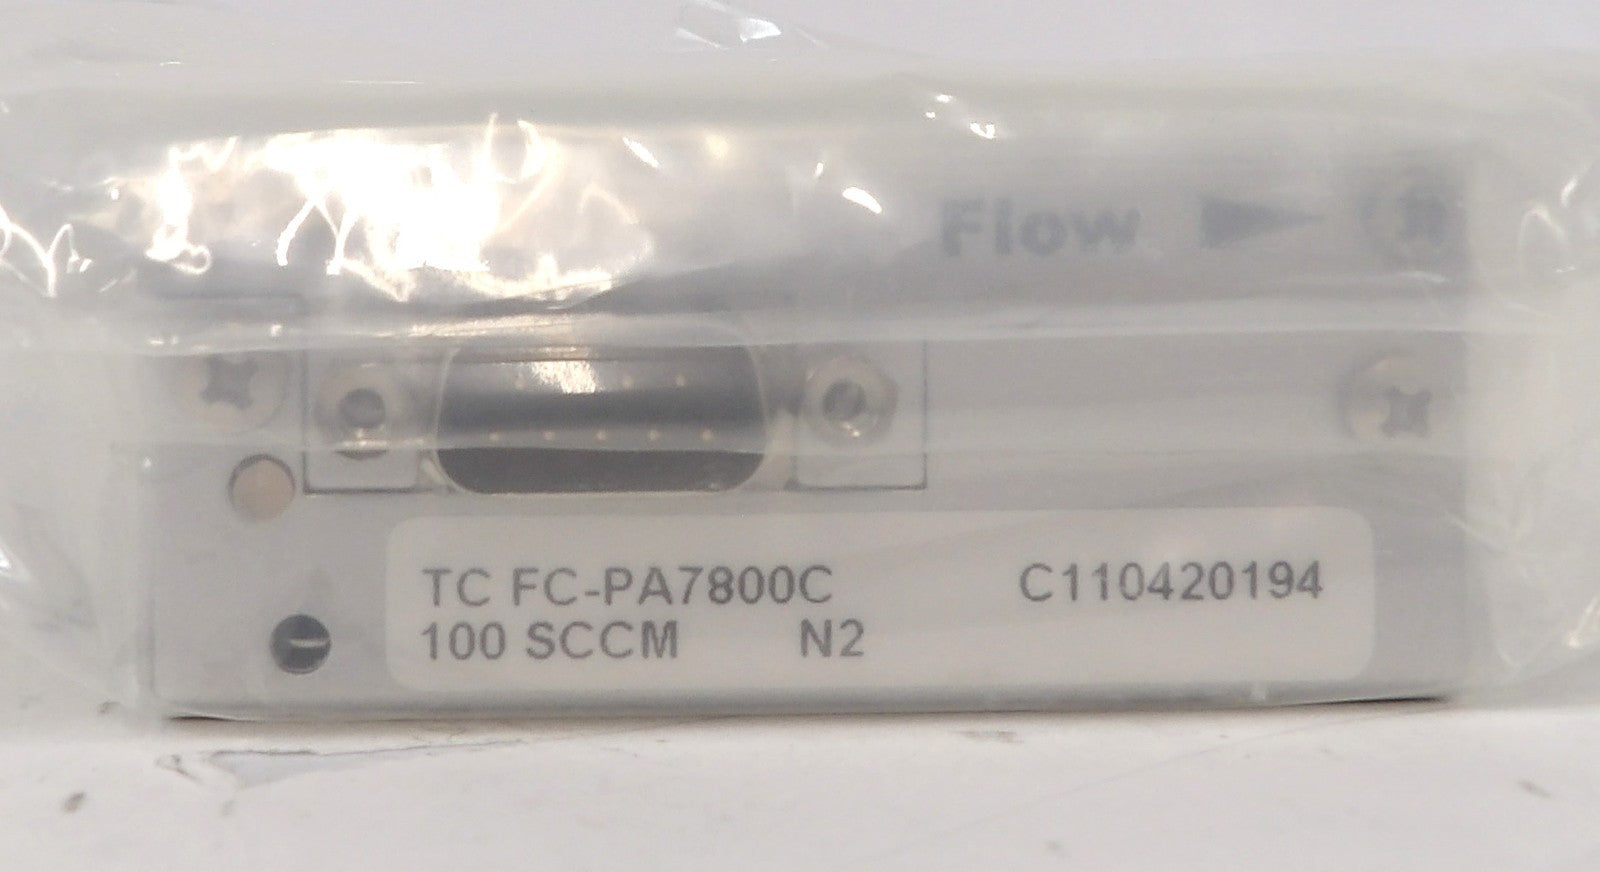 Flow
TC FC-PA7800C C110420194
100 SCCM N2